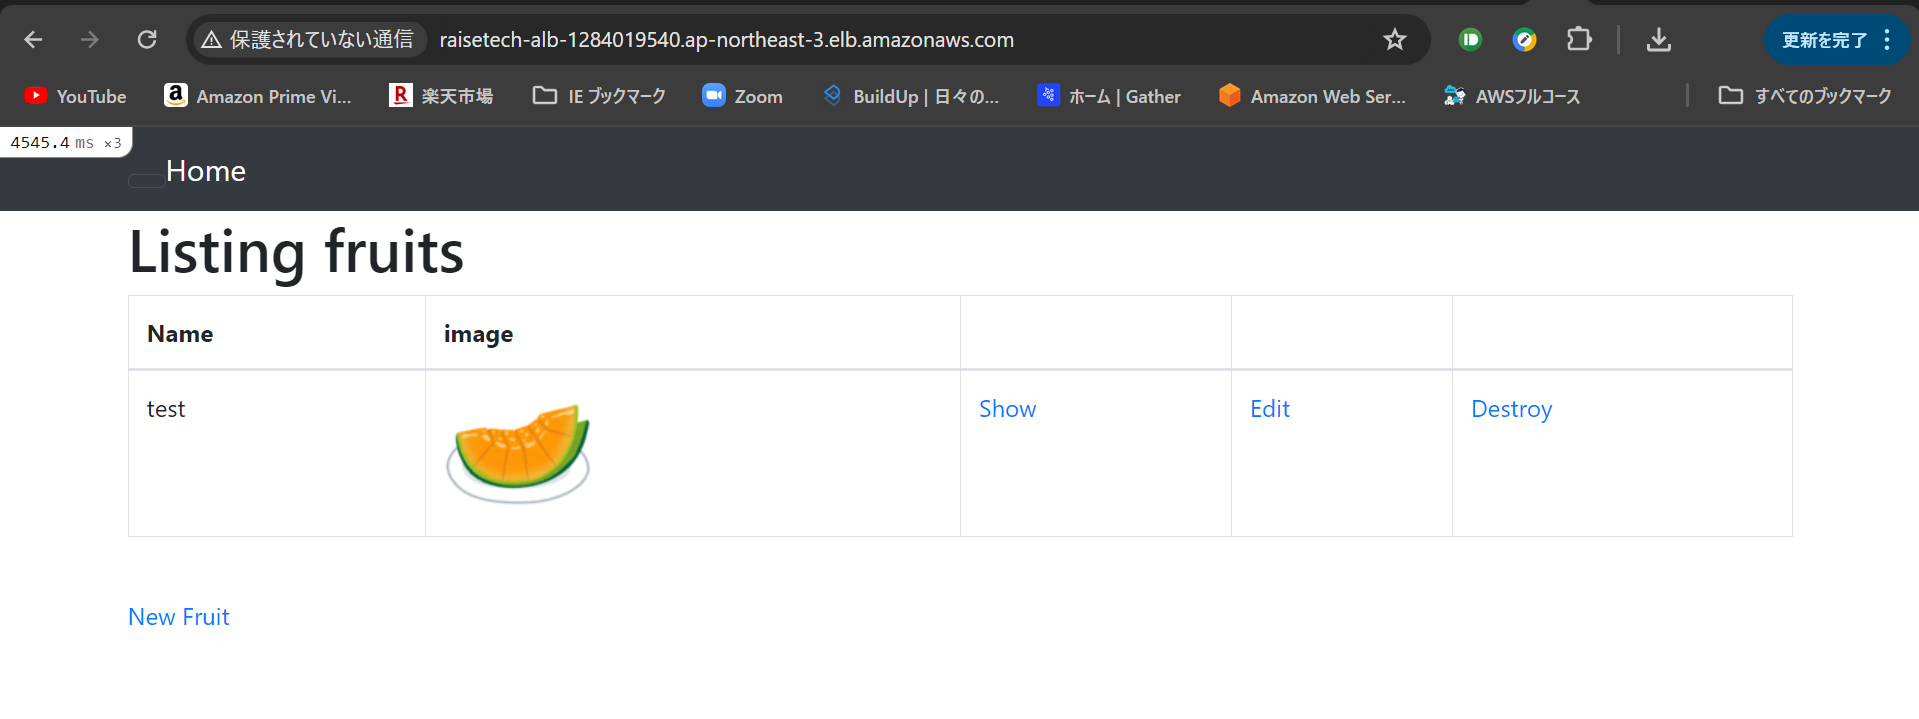 保護されていない通信 raisetech-alb-1284019540.ap-northeast-3.elb.amazonaws.com 更新を完了
YouTube Amazon Prime Vi... 楽天市場 IE ブックマーク Zoom BuildUp | 日々の... ホーム | Gather Amazon Web Ser... AWSフルコース すべてのブックマーク
4545.4 ms ×3
Home
Listing fruits
Name image
test Show Edit Destroy
New Fruit